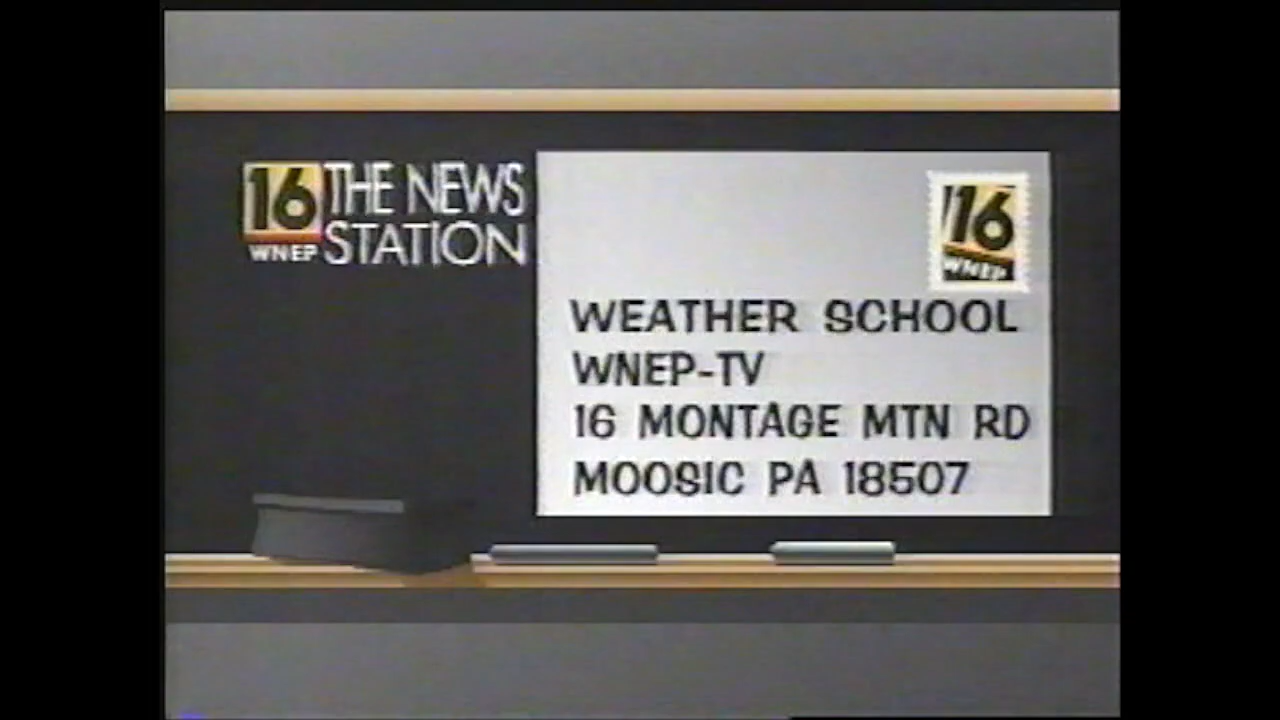 16 THE NEWS
WNEP STATION
16
WNEP
WEATHER SCHOOL
WNEP-TV
16 MONTAGE MTN RD
MOOSIC PA 18507